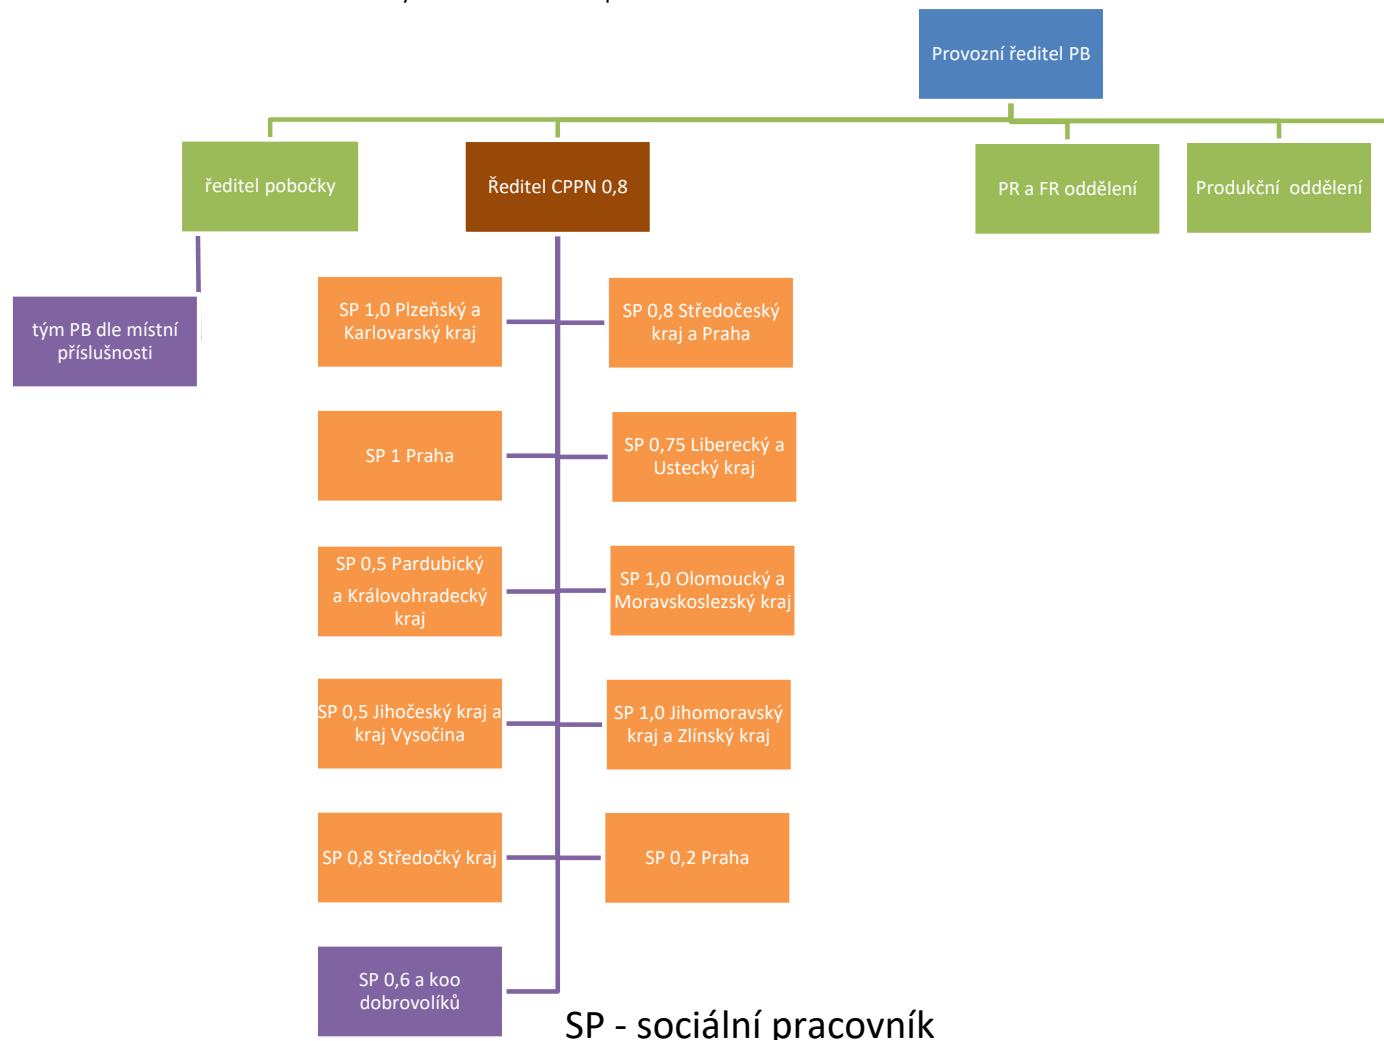 Provozní ředitel PB
ředitel pobočky
Ředitel CPPN 0,8
PR a FR oddělení
Produkční oddělení
tým PB dle místní
příslušnosti
SP 1,0 Plzeňský a
Karlovarský kraj
SP 0,8 Středočeský
kraj a Praha
SP 1 Praha
SP 0,75 Liberecký a
Ustecký kraj
SP 0,5 Pardubický
a Královohradecký
kraj
SP 1,0 Olomoucký a
Moravskoslezský kraj
SP 0,5 Jihočeský kraj a
kraj Vysočina
SP 1,0 Jihomoravský
kraj a Zlínský kraj
SP 0,8 Středočký kraj
SP 0,2 Praha
SP 0,6 a koo
dobrovolíků
SP - sociální pracovník